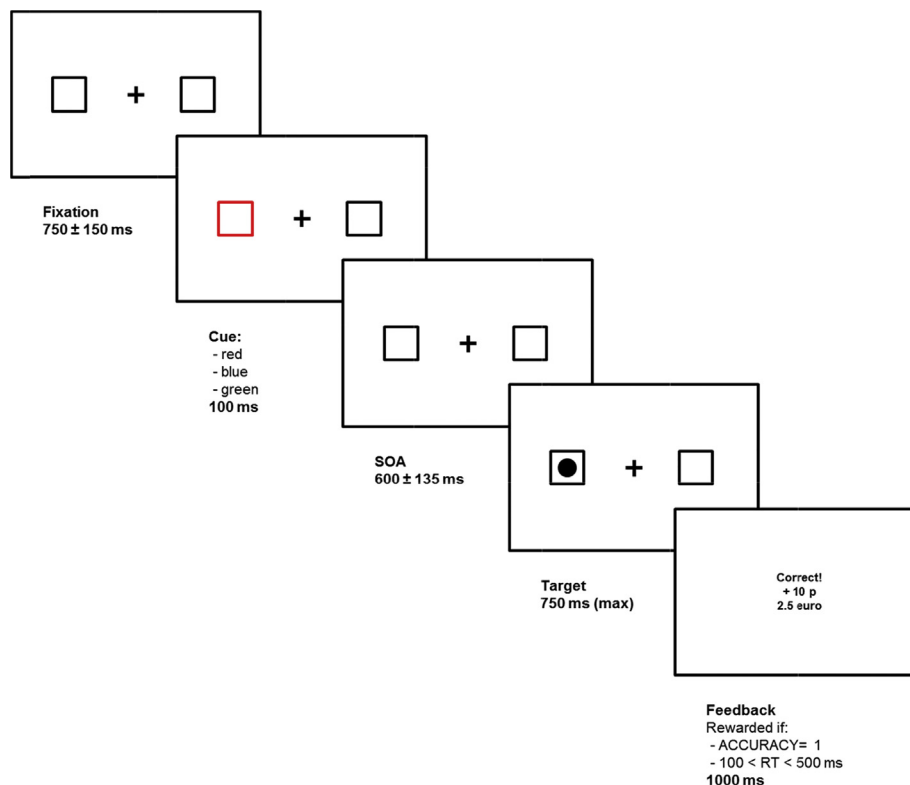 Fixation
750 ± 150 ms
Cue:
- red
- blue
- green
100 ms
SOA
600 ± 135 ms
Target
750 ms (max)
Correct!
+ 10 p
2.5 euro
Feedback
Rewarded if:
- ACCURACY= 1
- 100 < RT < 500 ms
1000 ms